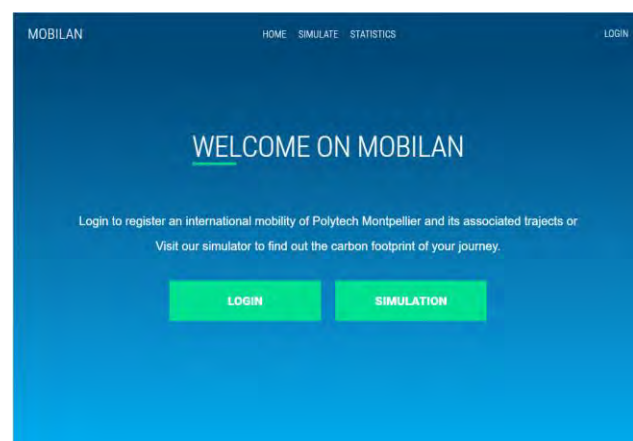 MOBILAN HOME SIMULATE STATISTICS LOGIN
WELCOME ON MOBILAN
Login to register an international mobility of Polytech Montpellier and its associated trajects or
Visit our simulator to find out the carbon footprint of your journey.
LOGIN SIMULATION